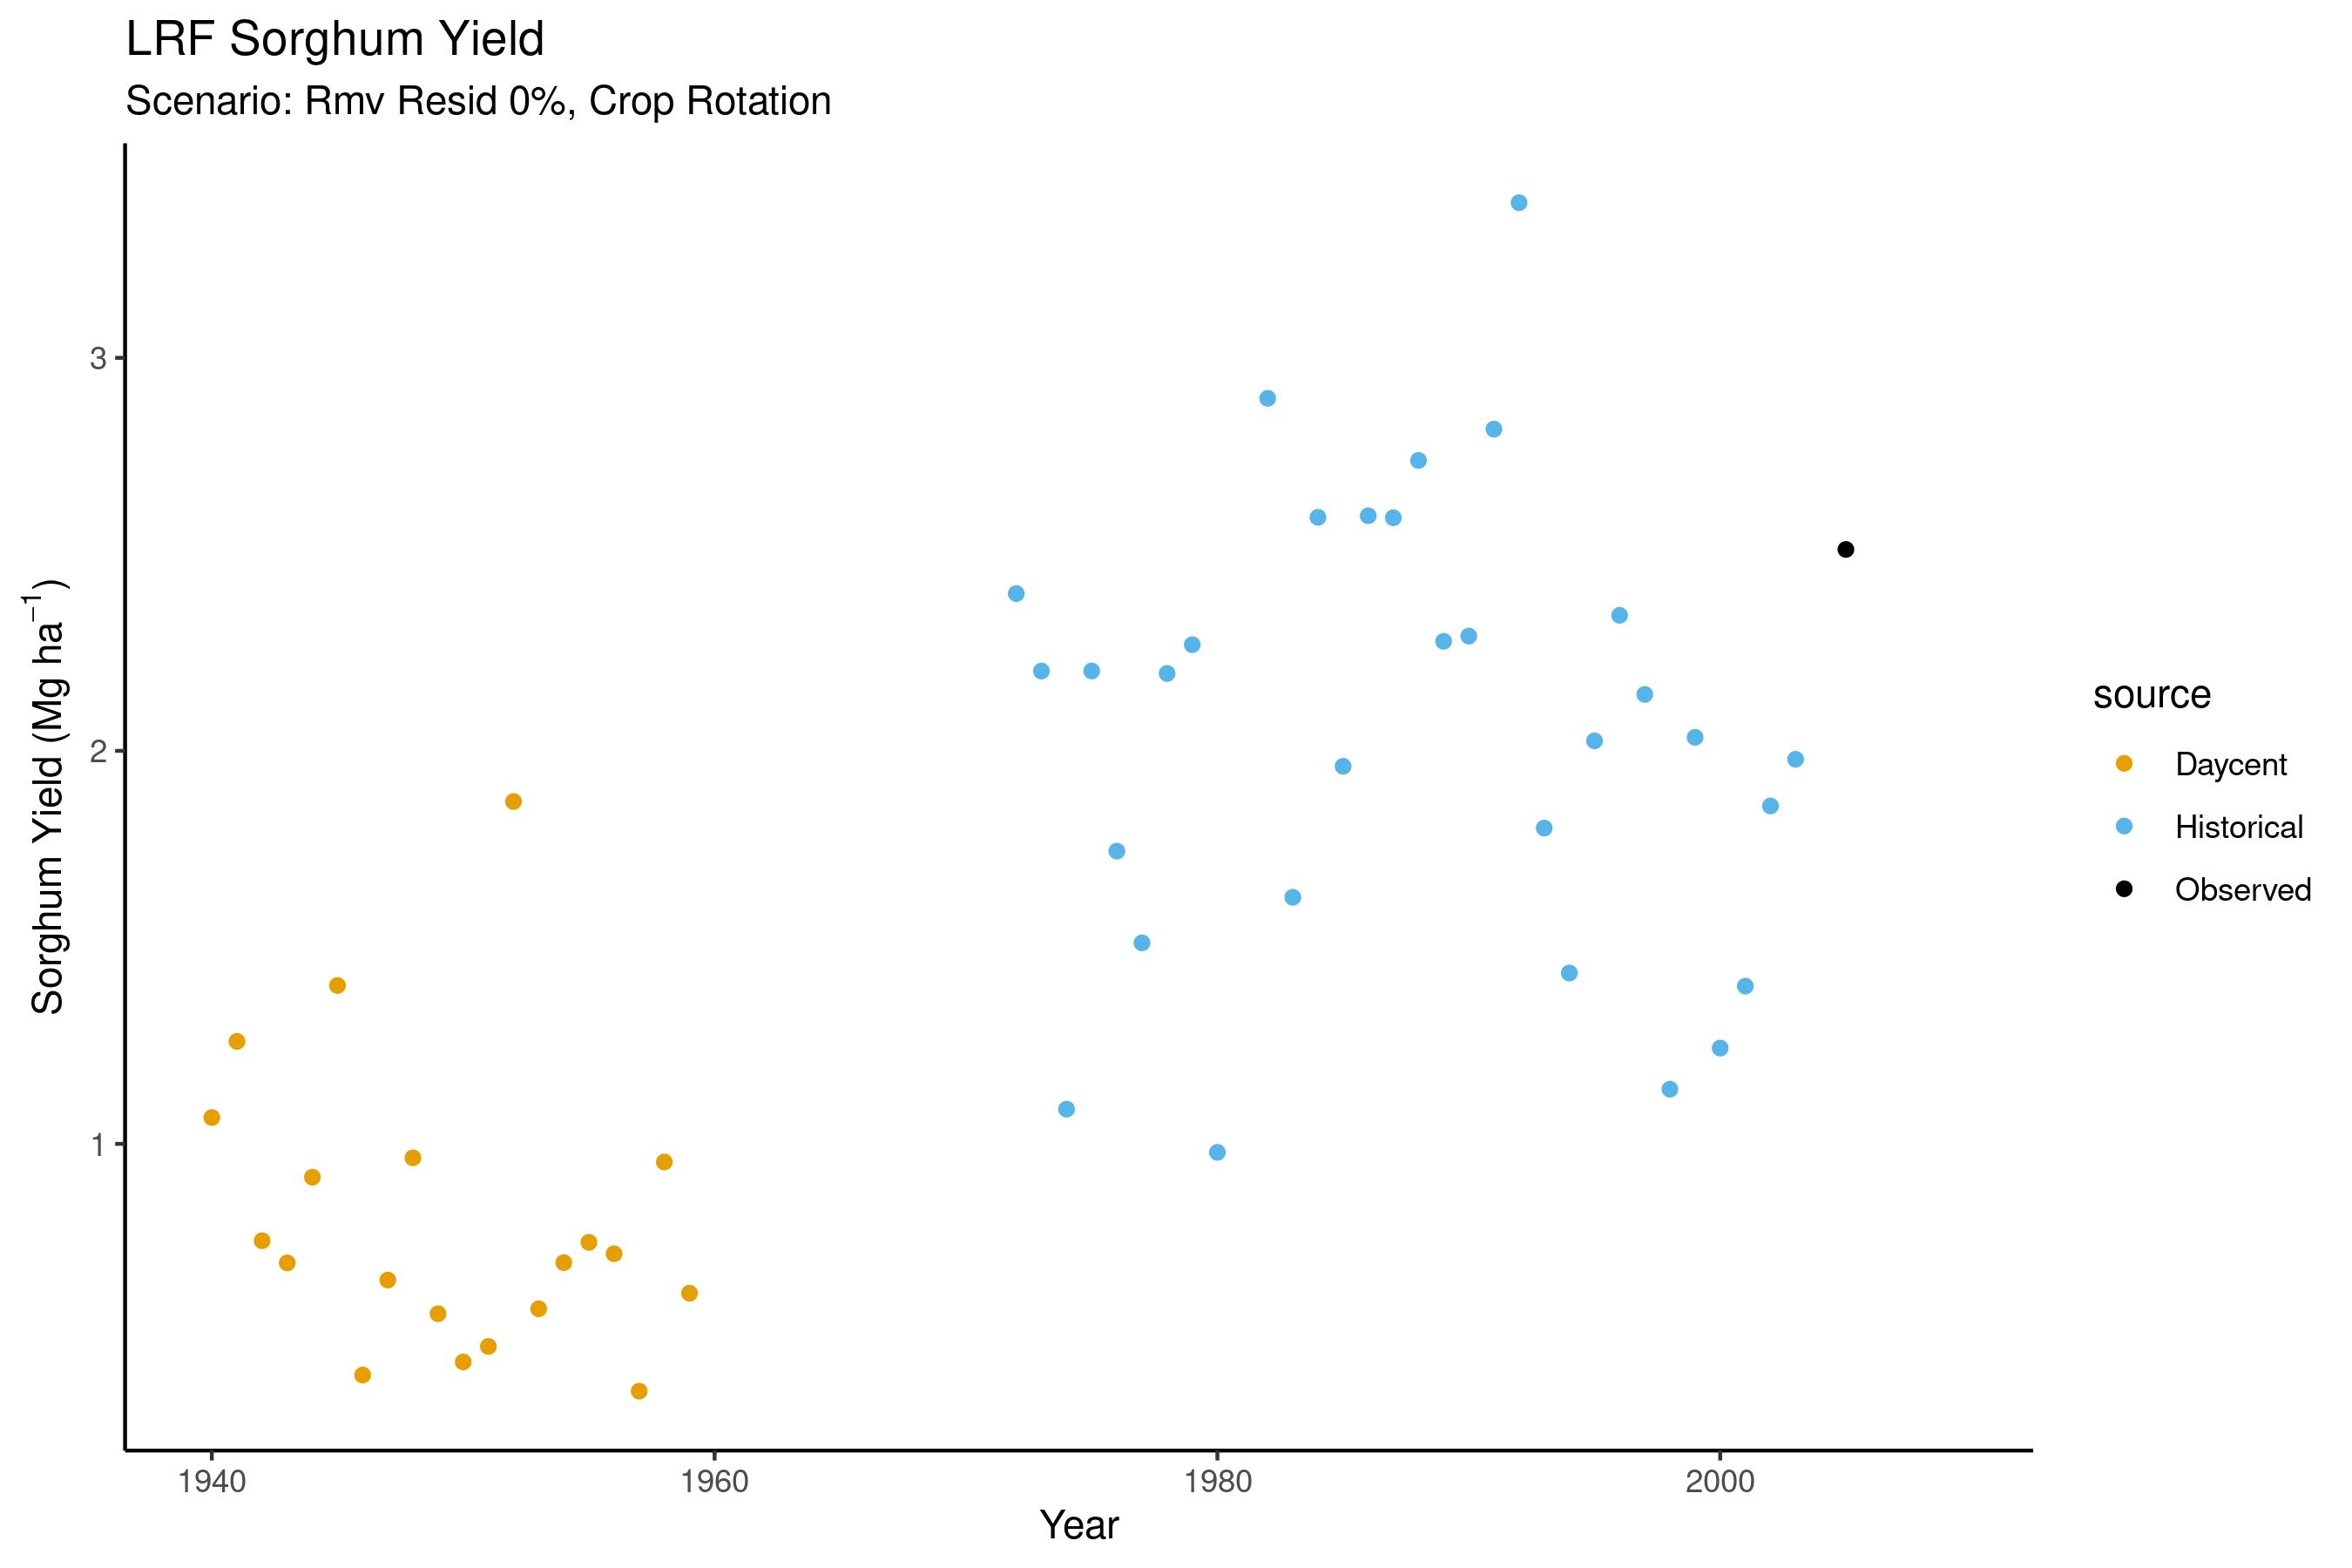 LRF Sorghum Yield
Scenario: Rmv Resid 0%, Crop Rotation
Sorghum Yield (Mg ha⁻¹)
3
2
1
1940 1960 1980 2000
Year
source
Daycent
Historical
Observed